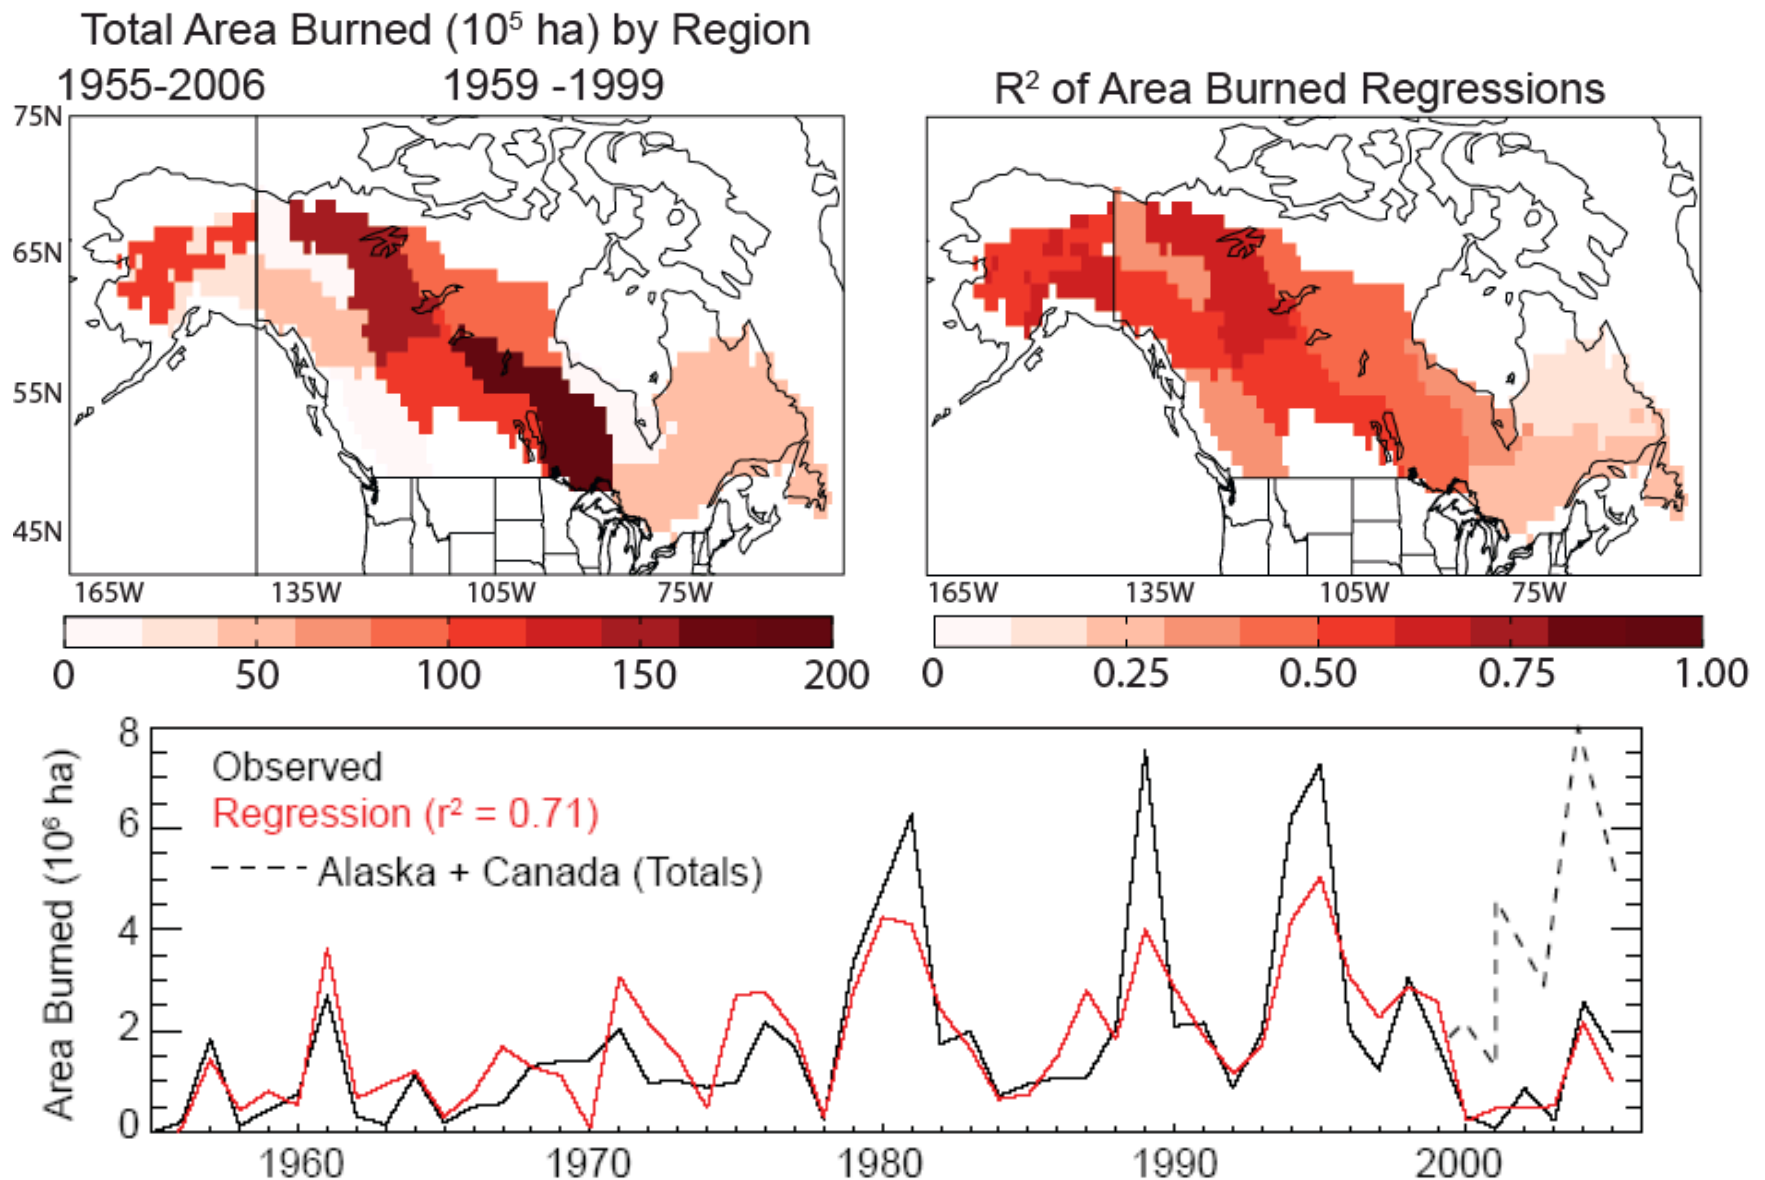 Total Area Burned (10⁵ ha) by Region
1955-2006 1959 -1999
R² of Area Burned Regressions
75N
65N
55N
45N
165W 135W 105W 75W
165W 135W 105W 75W
0 50 100 150 200
0 0.25 0.50 0.75 1.00
Area Burned (10⁶ ha)
8
6
4
2
0
Observed
Regression (r² = 0.71)
Alaska + Canada (Totals)
1960 1970 1980 1990 2000